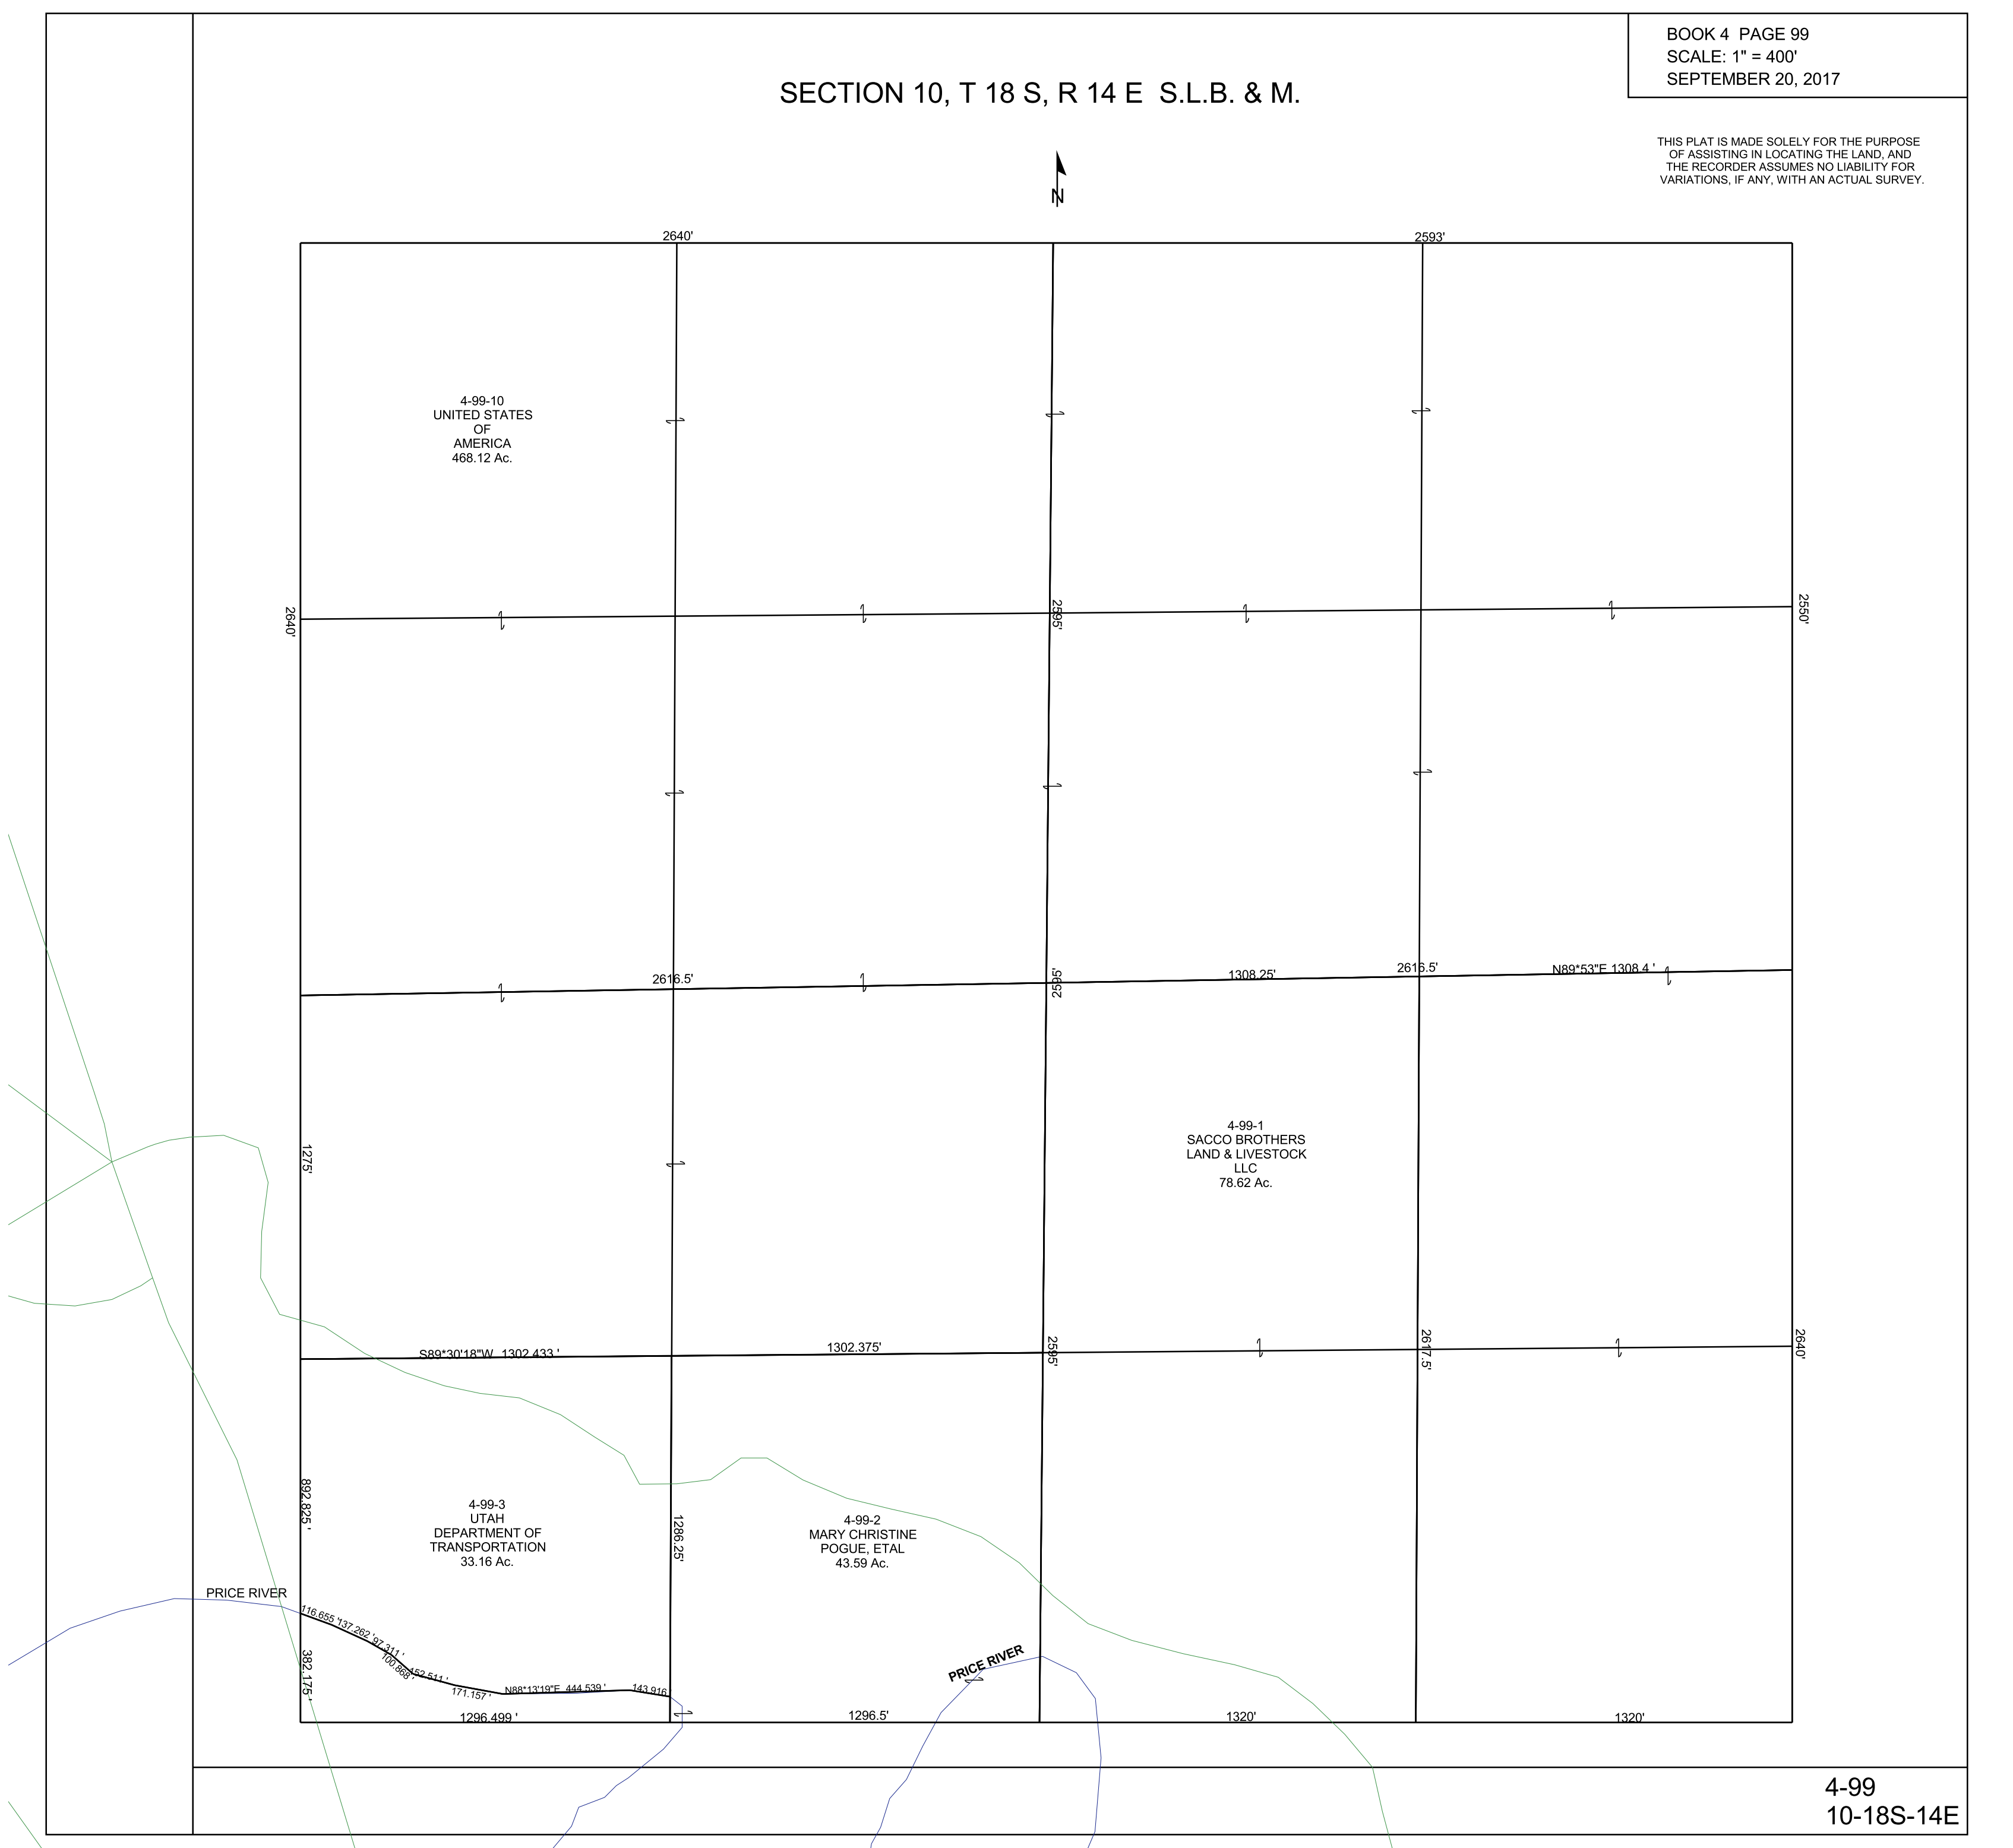 BOOK 4 PAGE 99
SCALE: 1" = 400'
SEPTEMBER 20, 2017
SECTION 10, T 18 S, R 14 E S.L.B. & M.
THIS PLAT IS MADE SOLELY FOR THE PURPOSE
OF ASSISTING IN LOCATING THE LAND, AND
THE RECORDER ASSUMES NO LIABILITY FOR
VARIATIONS, IF ANY, WITH AN ACTUAL SURVEY.
N
2640'
2593'
4-99-10
UNITED STATES
OF
AMERICA
468.12 Ac.
2640'
2595'
2550'
2616.5'
2595'
1308.25'
2616.5'
N89*53"E 1308.4 '
1275'
4-99-1
SACCO BROTHERS
LAND & LIVESTOCK
LLC
78.62 Ac.
S89*30'18"W 1302.433 '
1302.375'
2595'
2617.5'
2640'
892.825 '
4-99-3
UTAH
DEPARTMENT OF
TRANSPORTATION
33.16 Ac.
1286.25'
4-99-2
MARY CHRISTINE
POGUE, ETAL
43.59 Ac.
PRICE RIVER
116.655 '
137.262 '
97.311 '
100.868 '
152.511 '
171.157 '
N88*13'19"E 444.539 '
143.916
382.175 '
PRICE RIVER
1296.499 '
1296.5'
1320'
1320'
4-99
10-18S-14E